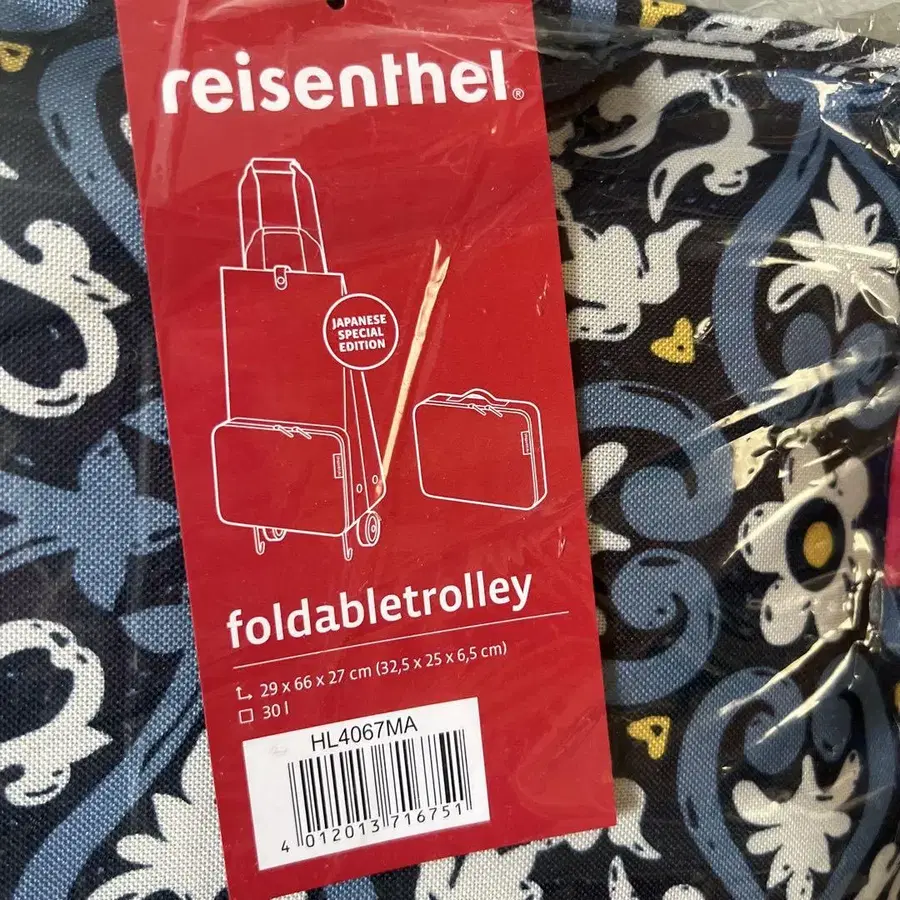 reisenthel®
JAPANESE
SPECIAL
EDITION
foldabletrolley
29 x 66 x 27 cm (32,5 x 25 x 6,5 cm)
30 l
HL4067MA
4 012013 716751